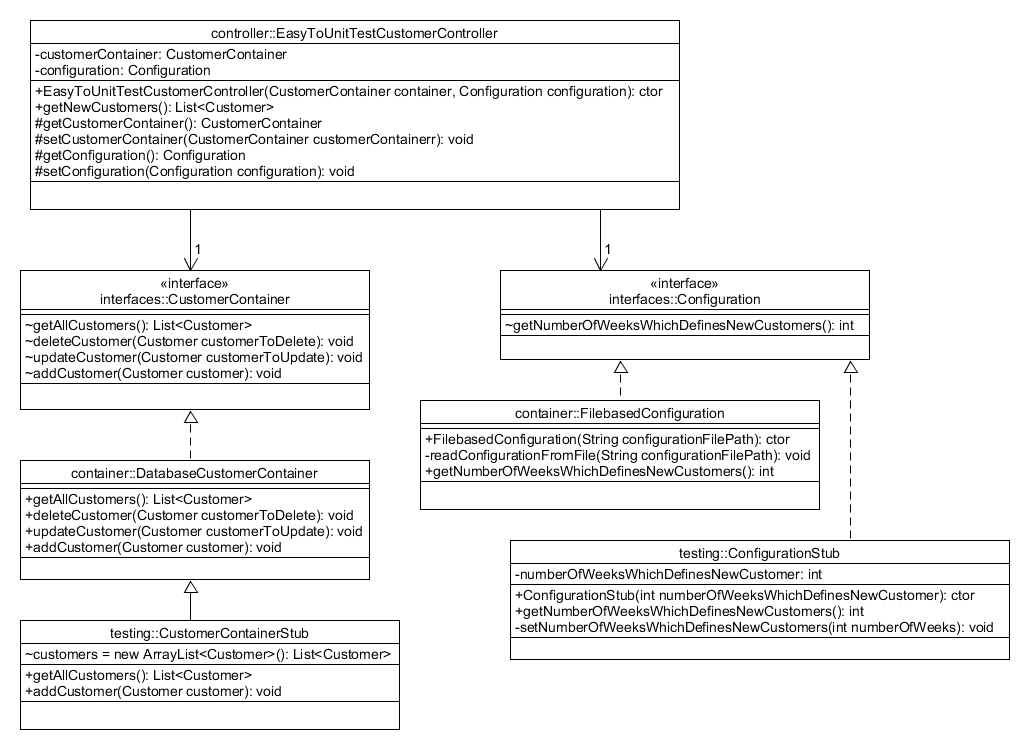 controller::EasyToUnitTestCustomerController
-customerContainer: CustomerContainer
-configuration: Configuration
+EasyToUnitTestCustomerController(CustomerContainer container, Configuration configuration): ctor
+getNewCustomers(): List<Customer>
#getCustomerContainer(): CustomerContainer
#setCustomerContainer(CustomerContainer customerContainerr): void
#getConfiguration(): Configuration
#setConfiguration(Configuration configuration): void
1
1
«interface»
interfaces::CustomerContainer
~getAllCustomers(): List<Customer>
~deleteCustomer(Customer customerToDelete): void
~updateCustomer(Customer customerToUpdate): void
~addCustomer(Customer customer): void
«interface»
interfaces::Configuration
~getNumberOfWeeksWhichDefinesNewCustomers(): int
container::FilebasedConfiguration
+FilebasedConfiguration(String configurationFilePath): ctor
-readConfigurationFromFile(String configurationFilePath): void
+getNumberOfWeeksWhichDefinesNewCustomers(): int
container::DatabaseCustomerContainer
+getAllCustomers(): List<Customer>
+deleteCustomer(Customer customerToDelete): void
+updateCustomer(Customer customerToUpdate): void
+addCustomer(Customer customer): void
testing::ConfigurationStub
-numberOfWeeksWhichDefinesNewCustomer: int
+ConfigurationStub(int numberOfWeeksWhichDefinesNewCustomer): ctor
+getNumberOfWeeksWhichDefinesNewCustomers(): int
-setNumberOfWeeksWhichDefinesNewCustomers(int numberOfWeeks): void
testing::CustomerContainerStub
~customers = new ArrayList<Customer>(): List<Customer>
+getAllCustomers(): List<Customer>
+addCustomer(Customer customer): void